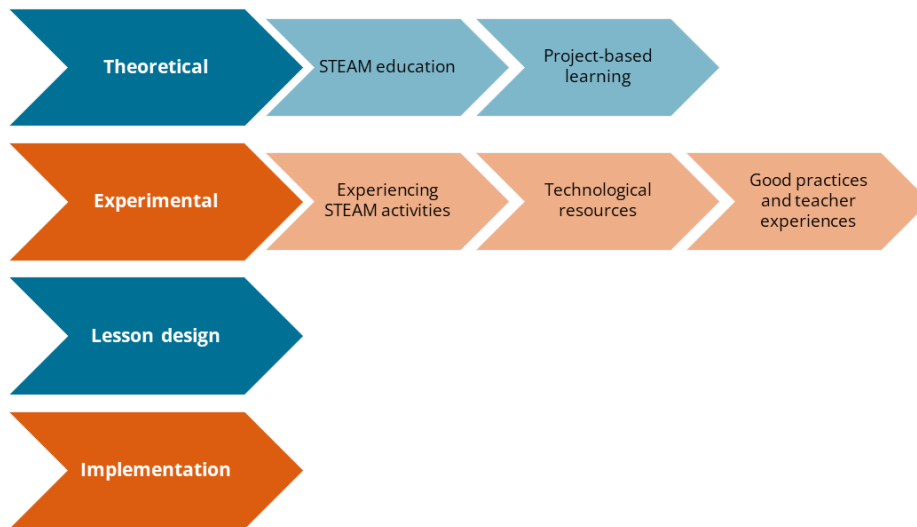 Theoretical
STEAM education
Project-based
learning
Experimental
Experiencing
STEAM activities
Technological
resources
Good practices
and teacher
experiences
Lesson design
Implementation